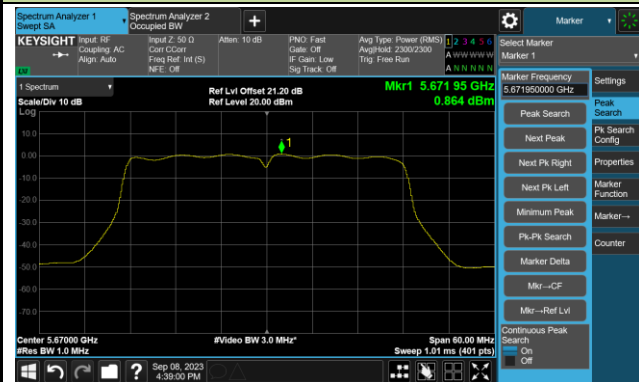 Spectrum Analyzer 1
Swept SA
Spectrum Analyzer 2
Occupied BW
+
Marker
KEYSIGHT
Input: RF
Coupling: AC
Align: Auto
Input Z: 50 Ω
Corr CCorr
Freq Ref: Int (S)
NFE: Off
Atten: 10 dB
PNO: Fast
Gate: Off
IF Gain: Low
Sig Track: Off
Avg Type: Power (RMS)
Avg|Hold: 2300/2300
Trig: Free Run
1 2 3 4 5 6
A W W W W W
A N N N N N
LVI
Select Marker
Marker 1
1 Spectrum
Scale/Div 10 dB
Log
Ref Lvl Offset 21.20 dB
Ref Level 20.00 dBm
Mkr1 5.671 95 GHz
0.864 dBm
10.0
0.00
-10.0
-20.0
-30.0
-40.0
-50.0
-60.0
-70.0
1
Center 5.67000 GHz
#Res BW 1.0 MHz
#Video BW 3.0 MHz*
Span 60.00 MHz
Sweep 1.01 ms (401 pts)
Marker Frequency
5.671950000 GHz
Peak Search
Next Peak
Next Pk Right
Next Pk Left
Minimum Peak
Pk-Pk Search
Marker Delta
Mkr→CF
Mkr→Ref Lvl
Continuous Peak
Search
On
Off
Settings
Peak
Search
Pk Search
Config
Properties
Marker
Function
Marker→
Counter
?
Sep 08, 2023
4:39:00 PM